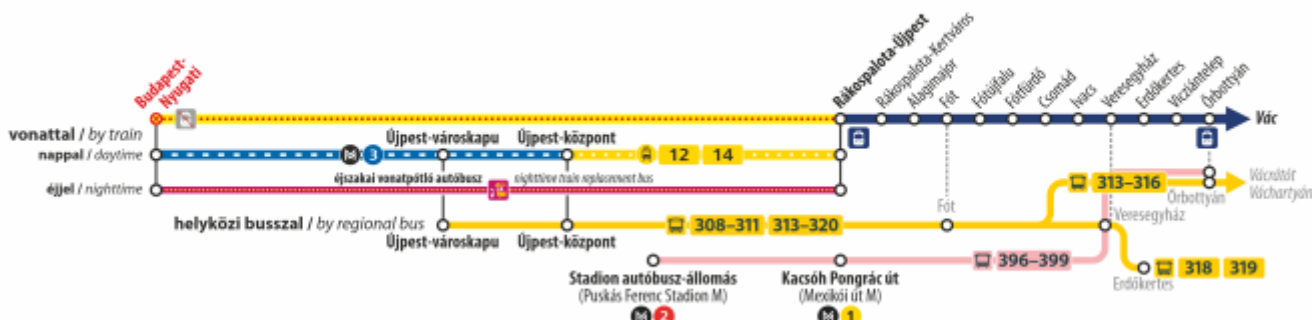 Budapest-
Nyugati
Rákospalota-Újpest
Rákospalota-Kertváros
Alagimajor
Fót
Fótújfalu
Fótfürdő
Csomád
Ivacs
Veresegyház
Erdőkertes
Vicziántelep
Őrbottyán
Vác
vonattal / by train
nappal / daytime
M 3
Újpest-városkapu
Újpest-központ
12 14
éjjel / nighttime
éjszakai vonatpótló autóbusz
nighttime train replacement bus
313–316
Vácrátót
Váchartyán
Őrbottyán
Fót
Veresegyház
helyközi busszal / by regional bus
308–311 313–320
Újpest-városkapu
Újpest-központ
396–399
318 319
Erdőkertes
Stadion autóbusz-állomás
(Puskás Ferenc Stadion M)
M 2
Kacsóh Pongrác út
(Mexikói út M)
M 1